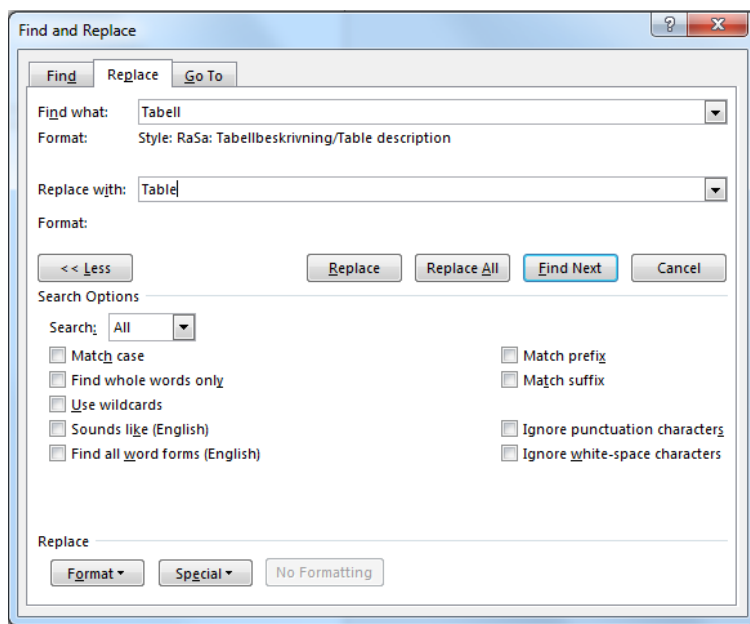 Find and Replace
Find Replace Go To
Find what: Tabell
Format: Style: RaSa: Tabellbeskrivning/Table description
Replace with: Table
Format:
<< Less Replace Replace All Find Next Cancel
Search Options
Search: All
Match case Match prefix
Find whole words only Match suffix
Use wildcards
Sounds like (English) Ignore punctuation characters
Find all word forms (English) Ignore white-space characters
Replace
Format Special No Formatting